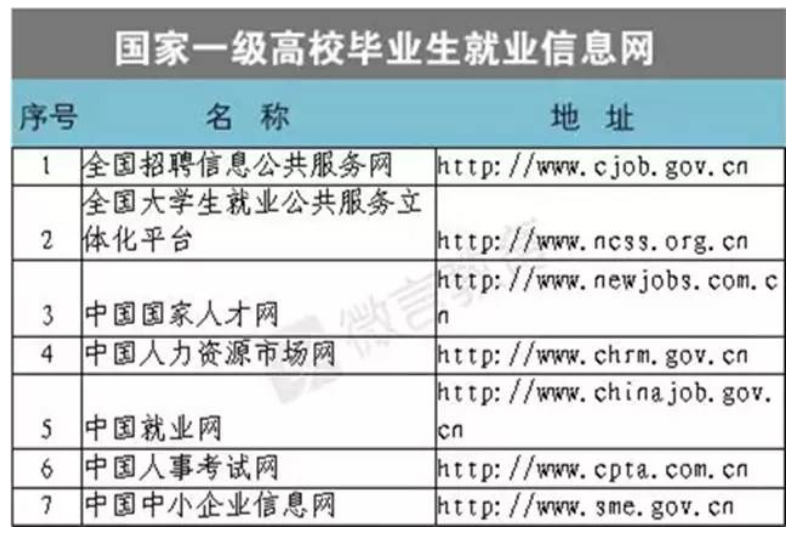 国家一级高校毕业生就业信息网
序号 名 称 地 址
1 全国招聘信息公共服务网 http://www.cjob.gov.cn
全国大学生就业公共服务立
2 体化平台 http://www.ncss.org.cn
http://www.newjobs.com.c
3 中国国家人才网 n
4 中国人力资源市场网 http://www.chrm.gov.cn
http://www.chinajob.gov.
5 中国就业网 cn
6 中国人事考试网 http://www.cpta.com.cn
7 中国中小企业信息网 http://www.sme.gov.cn
微言教育